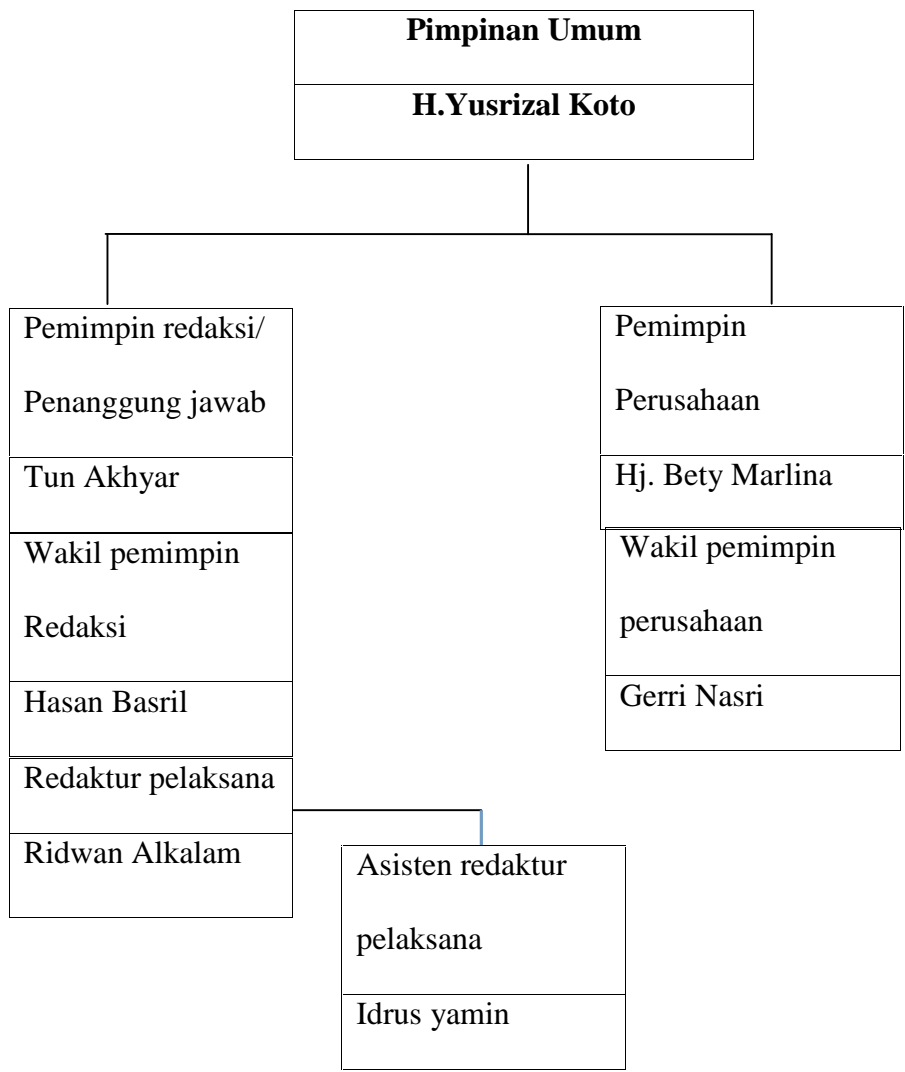 Pimpinan Umum
H.Yusrizal Koto
Pemimpin redaksi/
Penanggung jawab
Tun Akhyar
Wakil pemimpin
Redaksi
Hasan Basril
Redaktur pelaksana
Ridwan Alkalam
Asisten redaktur
pelaksana
Idrus yamin
Pemimpin
Perusahaan
Hj. Bety Marlina
Wakil pemimpin
perusahaan
Gerri Nasri